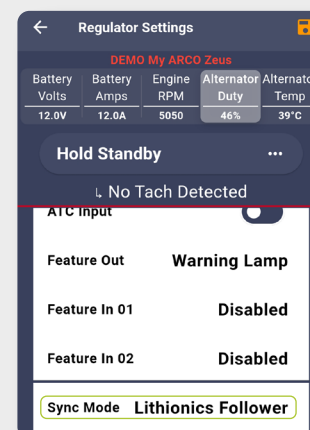 Regulator Settings
DEMO My ARCO Zeus
Battery Volts Battery Amps Engine RPM Alternator Duty Alternato Temp
12.0V 12.0A 5050 46% 39°C
Hold Standby ...
↳ No Tach Detected
ATC Input
Feature Out Warning Lamp
Feature In 01 Disabled
Feature In 02 Disabled
Sync Mode Lithionics Follower